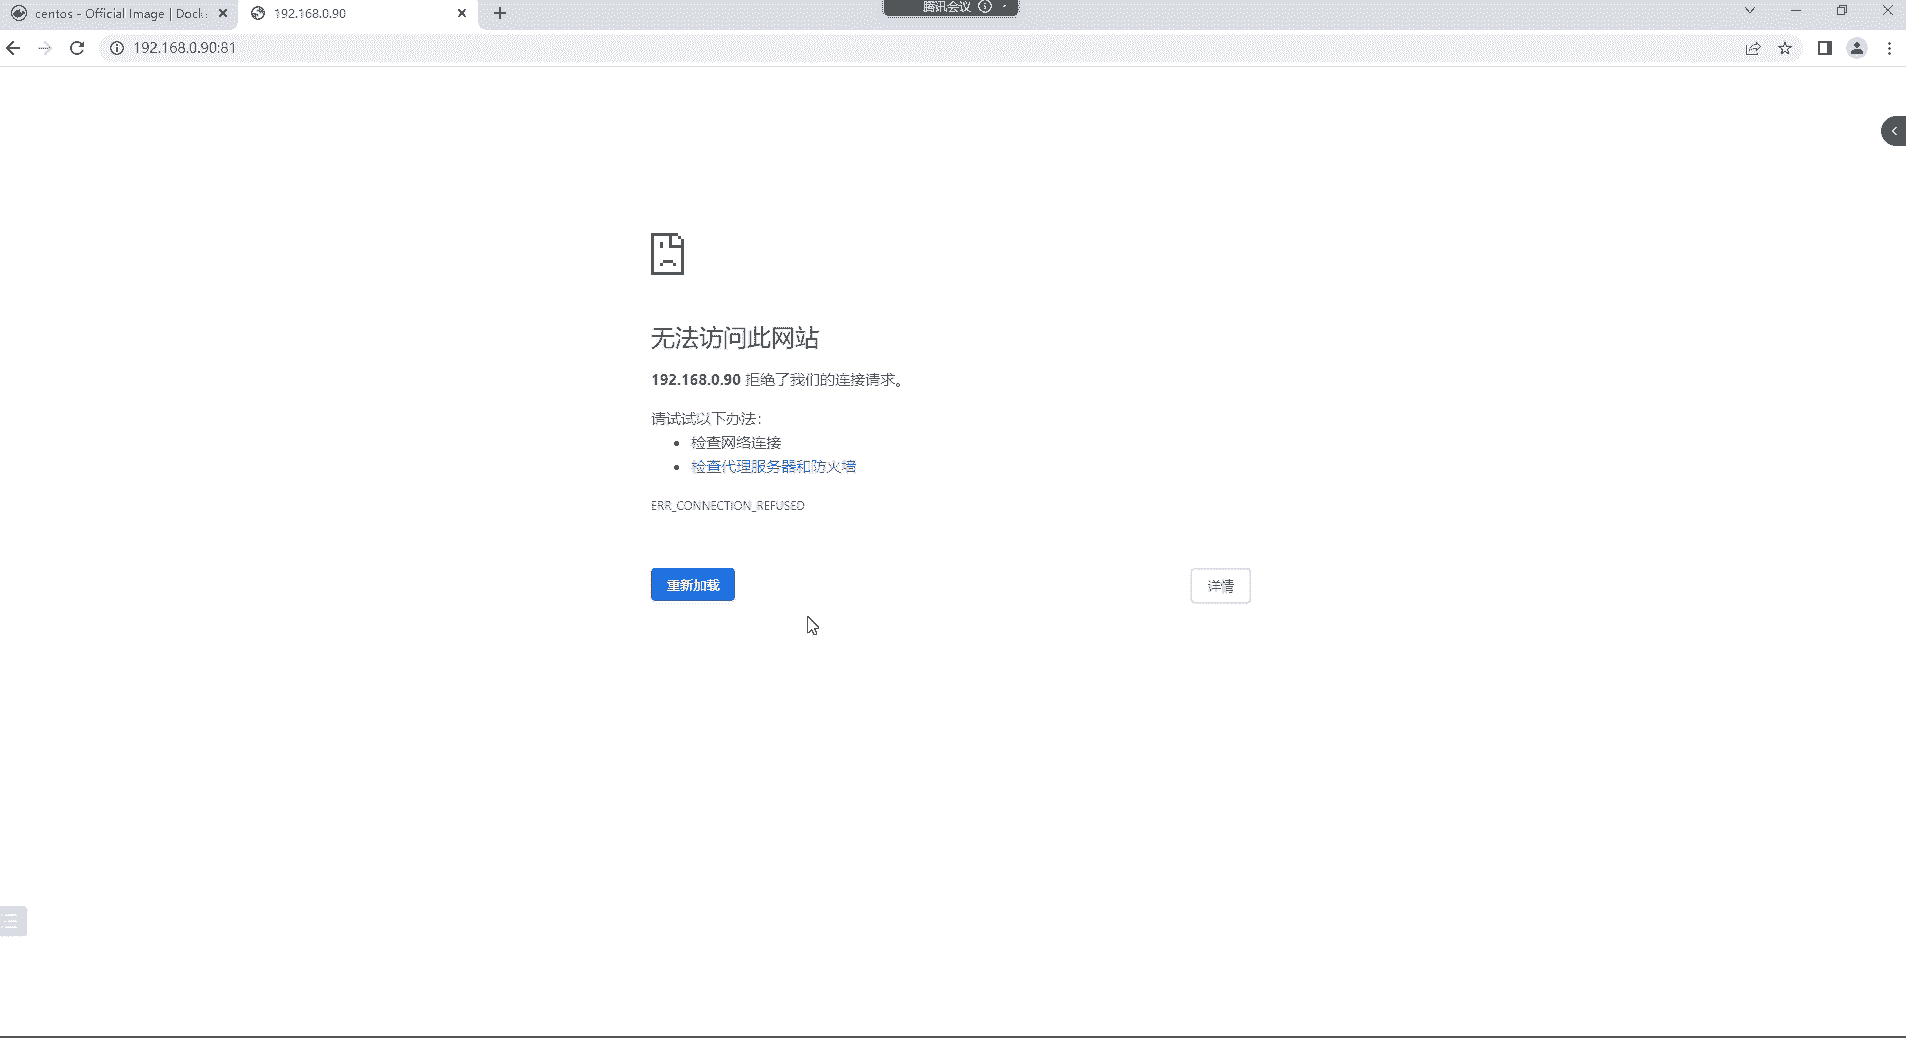 centos - Official Image | Dock
192.168.0.90
腾讯会议
192.168.0.90:81
无法访问此网站
192.168.0.90 拒绝了我们的连接请求。
请试试以下办法：
检查网络连接
检查代理服务器和防火墙
ERR_CONNECTION_REFUSED
重新加载
详情